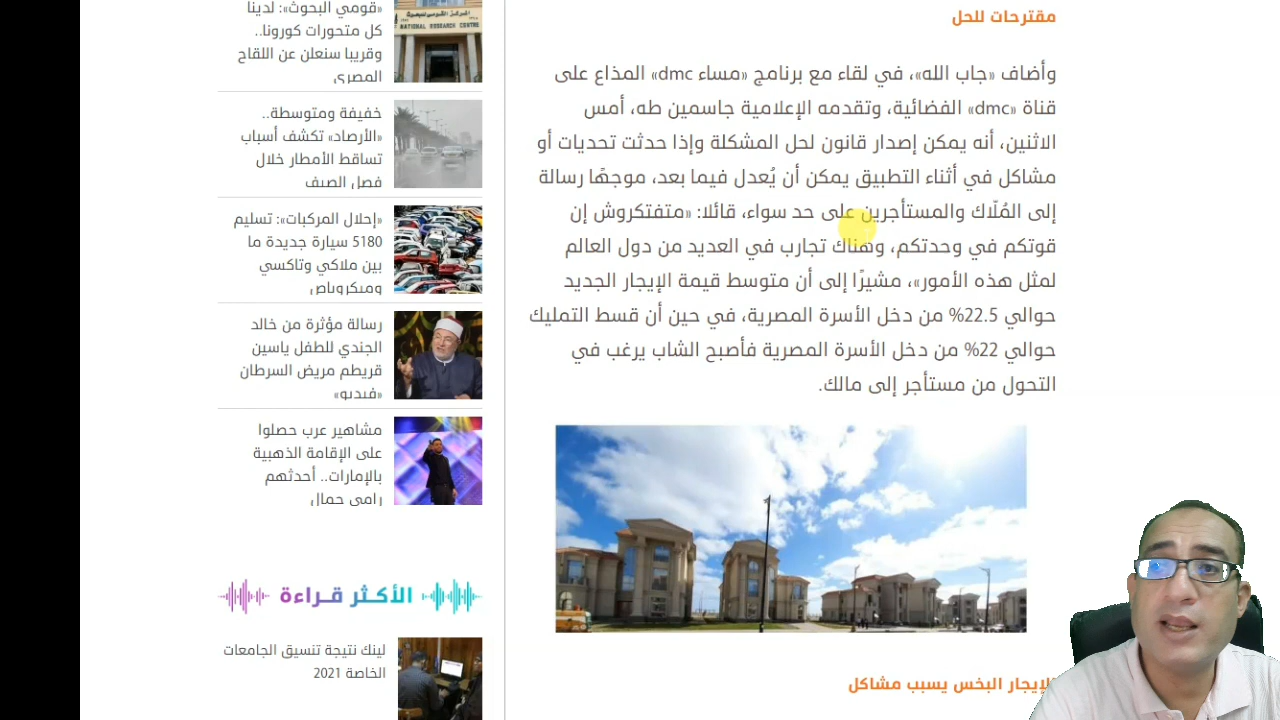 مقترحات للحل
وأضاف «جاب الله»، في لقاء مع برنامج «مساء dmc» المذاع على
قناة «dmc» الفضائية، وتقدمه الإعلامية جاسمين طه، أمس
الاثنين، أنه يمكن إصدار قانون لحل المشكلة وإذا حدثت تحديات أو
مشاكل في أثناء التطبيق يمكن أن يُعدل فيما بعد، موجهًا رسالة
إلى المُلّاك والمستأجرين على حد سواء، قائلا: «متفتكروش إن
قوتكم في وحدتكم، وهناك تجارب في العديد من دول العالم
لمثل هذه الأمور»، مشيرًا إلى أن متوسط قيمة الإيجار الجديد
حوالي 22.5% من دخل الأسرة المصرية، في حين أن قسط التمليك
حوالي 22% من دخل الأسرة المصرية فأصبح الشاب يرغب في
التحول من مستأجر إلى مالك.
الإيجار البخس يسبب مشاكل
«قومي البحوث»: لدينا
كل متحورات كورونا..
وقريبا سنعلن عن اللقاح
المصري
NATIONAL RESEARCH CENTRE
خفيفة ومتوسطة..
«الأرصاد» تكشف أسباب
تساقط الأمطار خلال
فصل الصيف
«إحلال المركبات»: تسليم
5180 سيارة جديدة ما
بين ملاكي وتاكسي
وميكروباص
رسالة مؤثرة من خالد
الجندي للطفل ياسين
قريطم مريض السرطان
«فيديو»
مشاهير عرب حصلوا
على الإقامة الذهبية
بالإمارات.. أحدثهم
رامي جمال
الأكثر قراءة
لينك نتيجة تنسيق الجامعات
الخاصة 2021